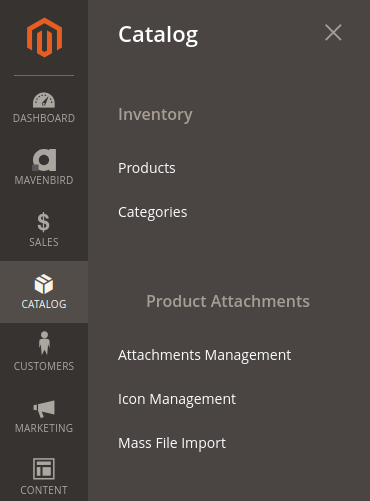 Catalog
DASHBOARD
MAVENBIRD
SALES
CATALOG
CUSTOMERS
MARKETING
CONTENT
Inventory
Products
Categories
Product Attachments
Attachments Management
Icon Management
Mass File Import